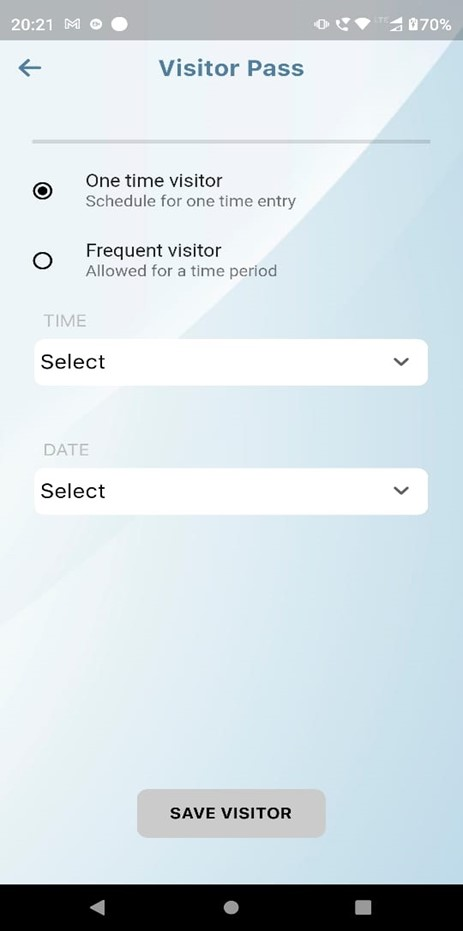 20:21 LTE 70%
Visitor Pass
One time visitor
Schedule for one time entry
Frequent visitor
Allowed for a time period
TIME
Select
DATE
Select
SAVE VISITOR